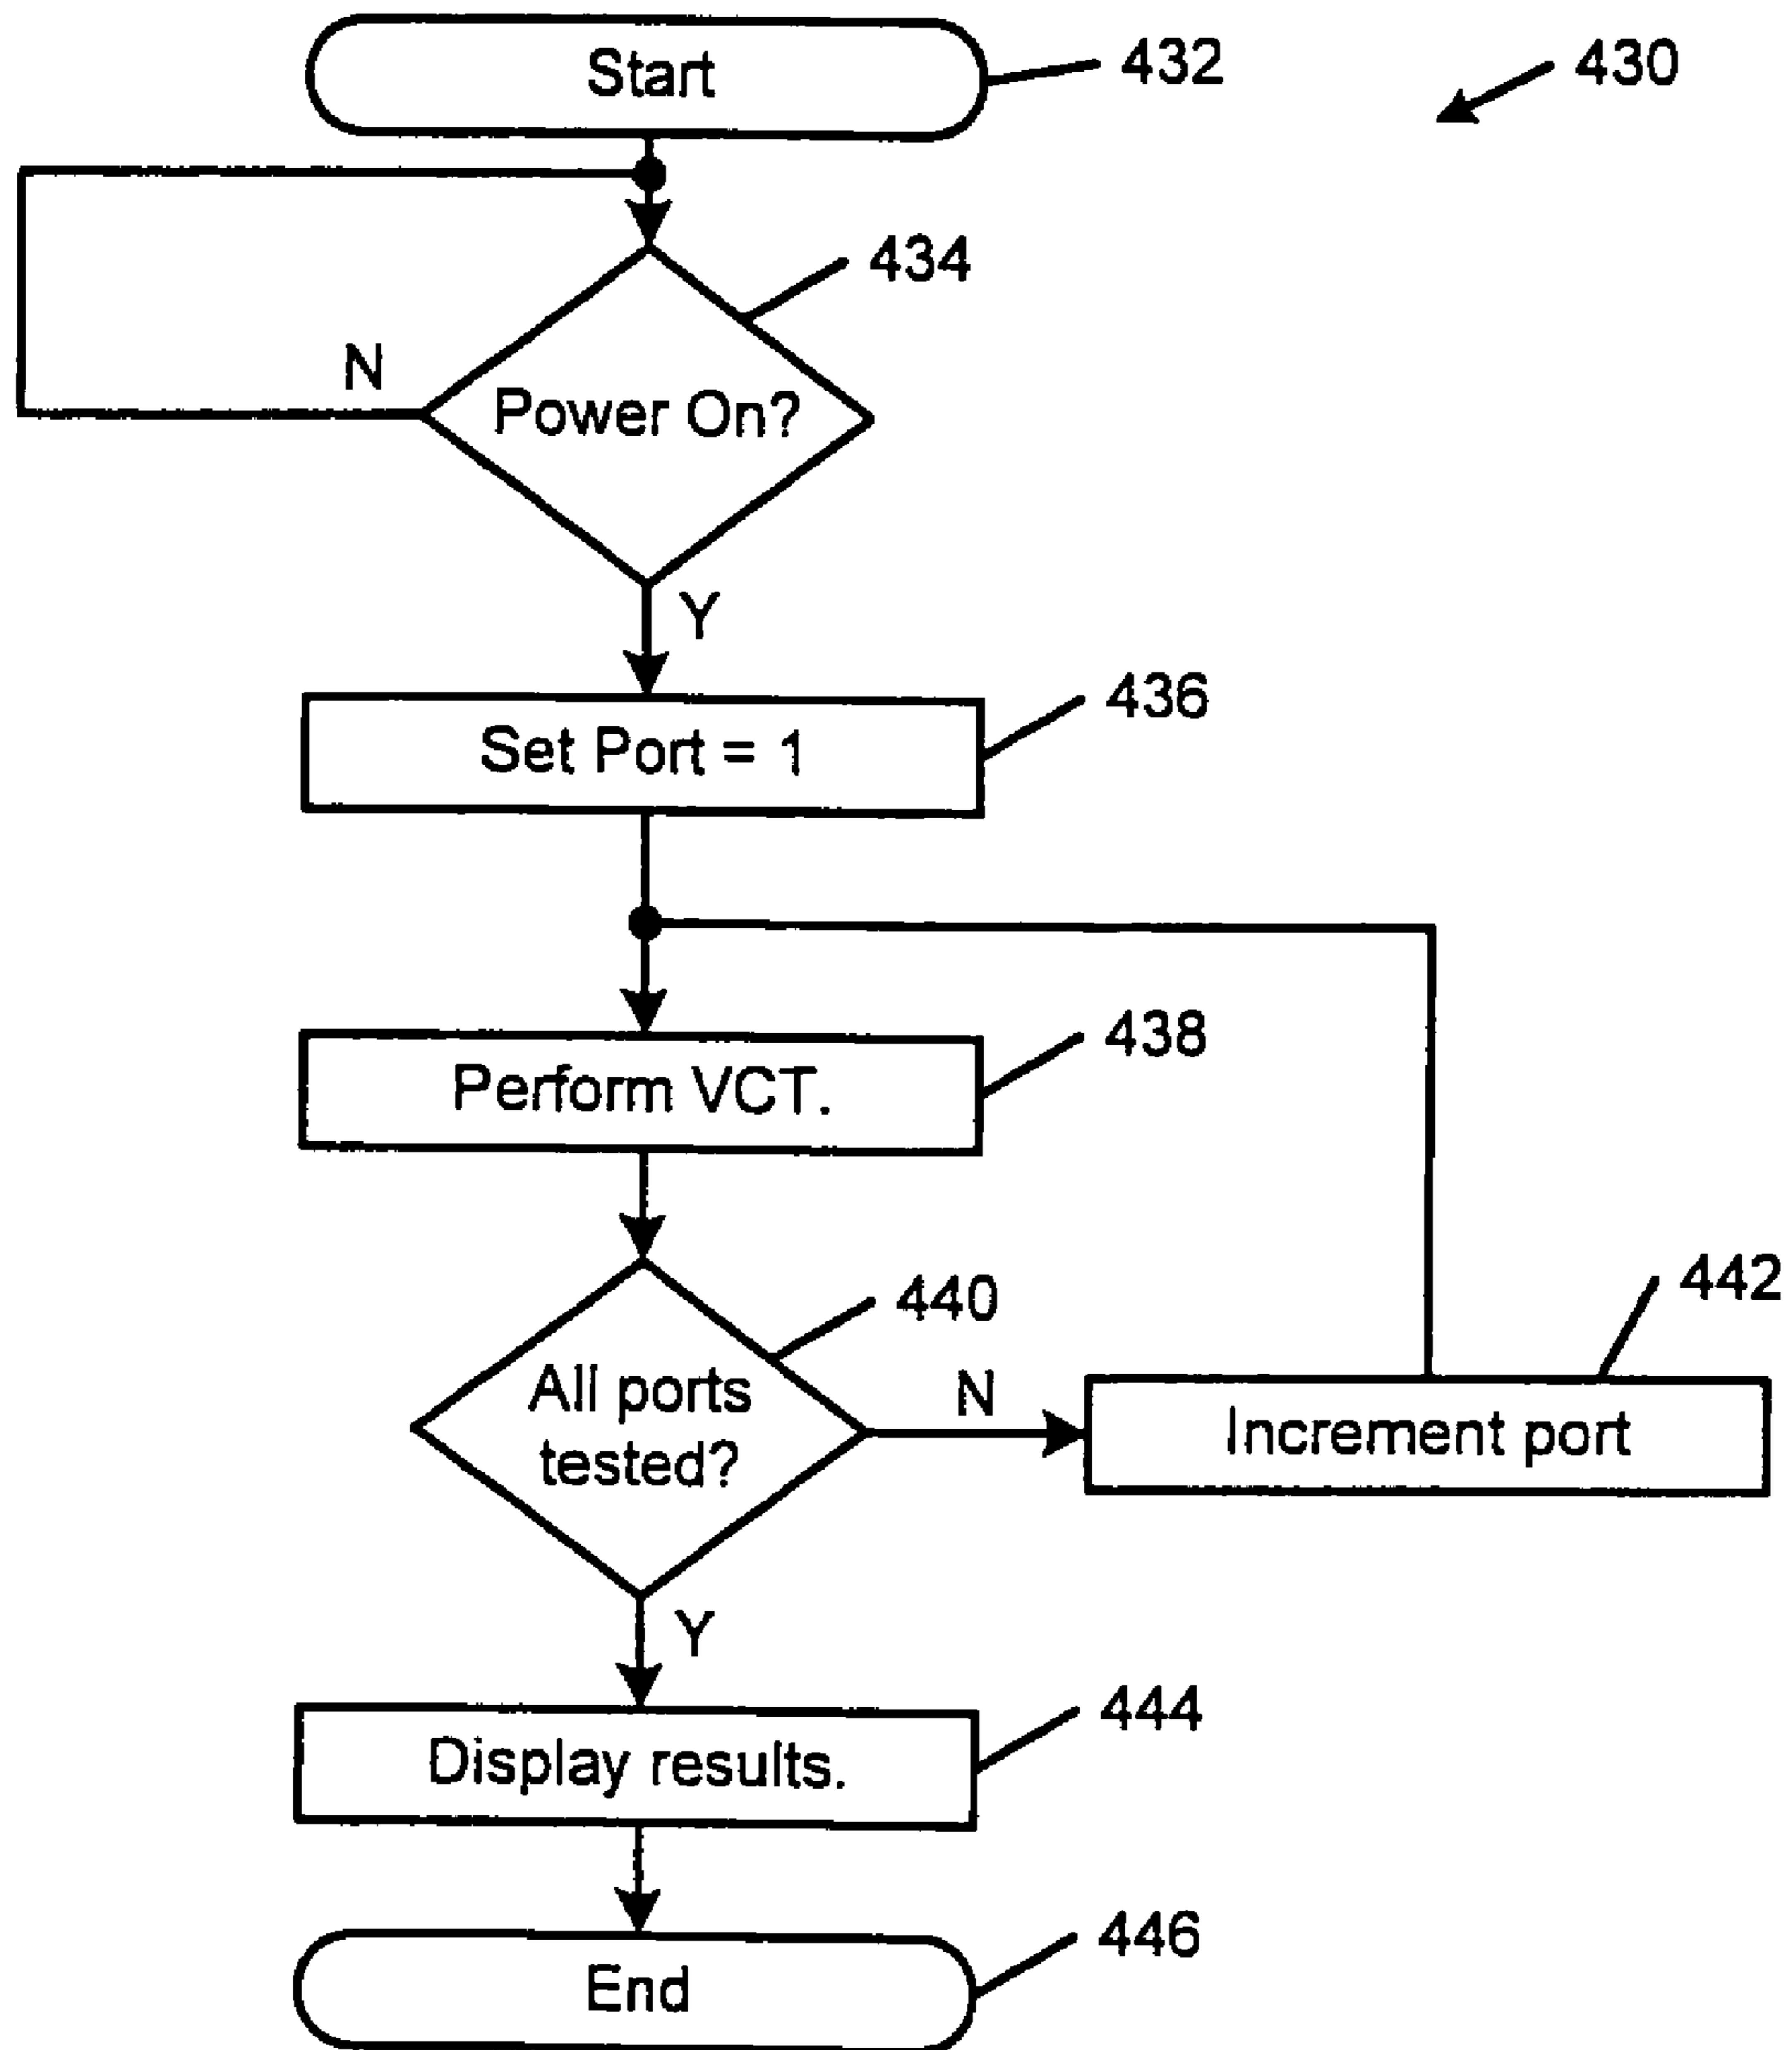 Start
432
430
434
N
Power On?
Y
436
Set Port = 1
438
Perform VCT.
440
442
All ports
tested?
N
Increment port
Y
444
Display results.
446
End